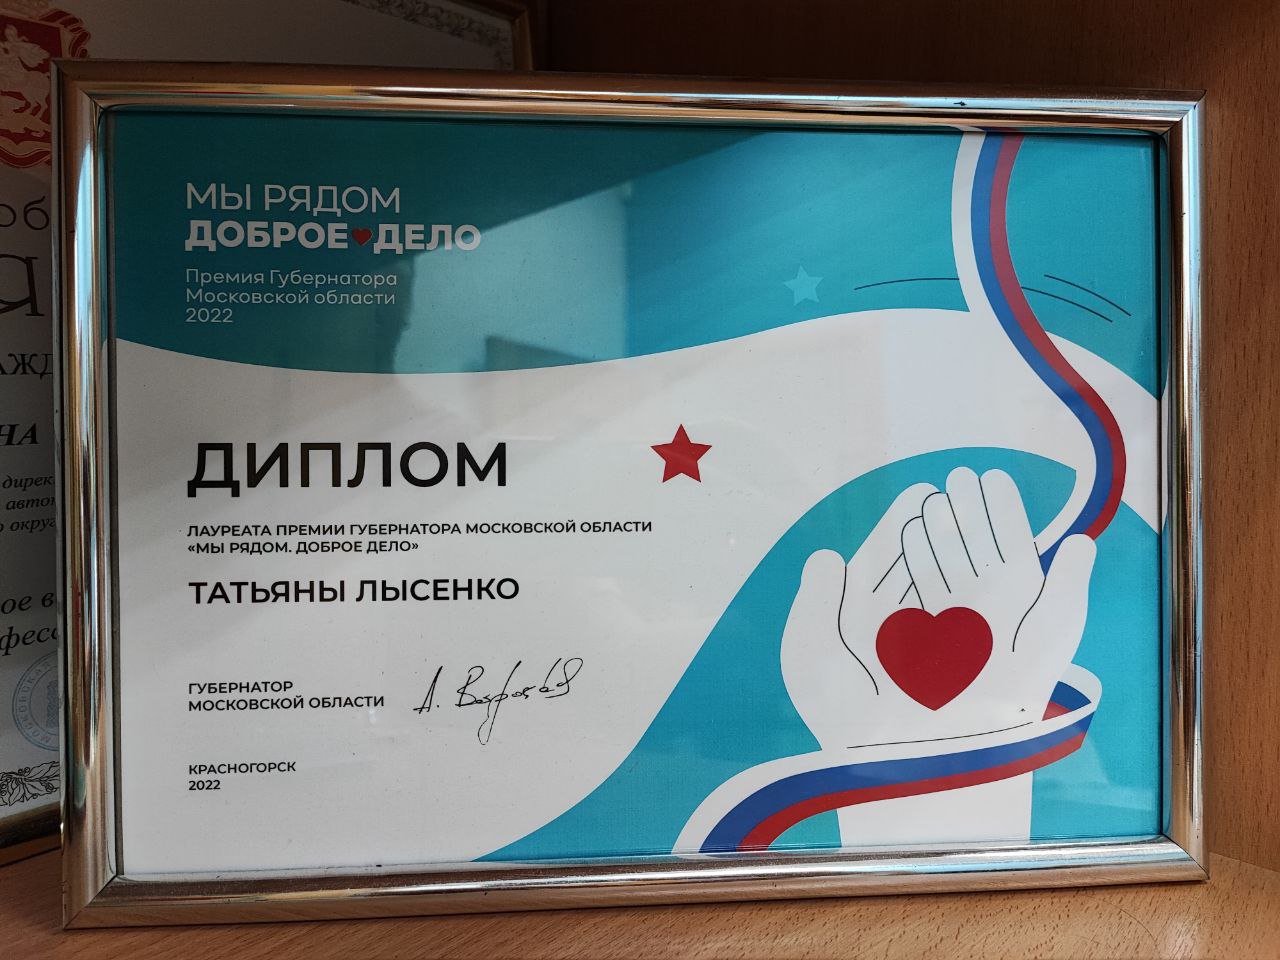 МЫ РЯДОМ
ДОБРОЕ ДЕЛО
Премия Губернатора
Московской области
2022
ДИПЛОМ
ЛАУРЕАТА ПРЕМИИ ГУБЕРНАТОРА МОСКОВСКОЙ ОБЛАСТИ
«МЫ РЯДОМ. ДОБРОЕ ДЕЛО»
ТАТЬЯНЫ ЛЫСЕНКО
ГУБЕРНАТОР
МОСКОВСКОЙ ОБЛАСТИ
А. Воробьёв
КРАСНОГОРСК
2022